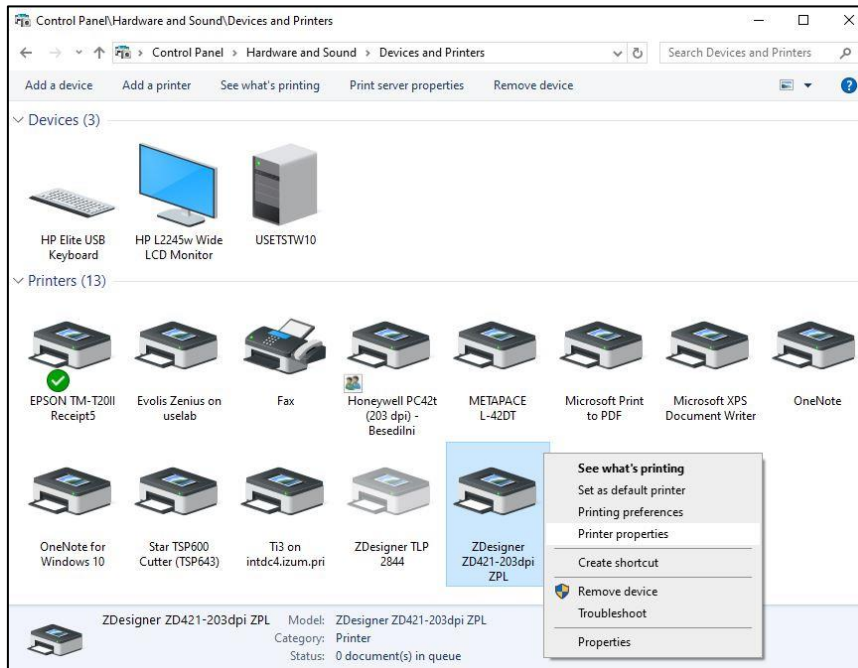 Control Panel\Hardware and Sound\Devices and Printers
Control Panel > Hardware and Sound > Devices and Printers
Search Devices and Printers
Add a device Add a printer See what's printing Print server properties Remove device
Devices (3)
HP Elite USB
Keyboard
HP L2245w Wide
LCD Monitor
USETSTW10
Printers (13)
EPSON TM-T20II
Receipt5
Evolis Zenius on
uselab
Fax
Honeywell PC42t
(203 dpi) -
Besedilni
METAPACE
L-42DT
Microsoft Print
to PDF
Microsoft XPS
Document Writer
OneNote
OneNote for
Windows 10
Star TSP600
Cutter (TSP643)
Ti3 on
intdc4.izum.pri
ZDesigner TLP
2844
ZDesigner
ZD421-203dpi
ZPL
See what's printing
Set as default printer
Printing preferences
Printer properties
Create shortcut
Remove device
Troubleshoot
Properties
ZDesigner ZD421-203dpi ZPL Model: ZDesigner ZD421-203dpi ZPL
Category: Printer
Status: 0 document(s) in queue